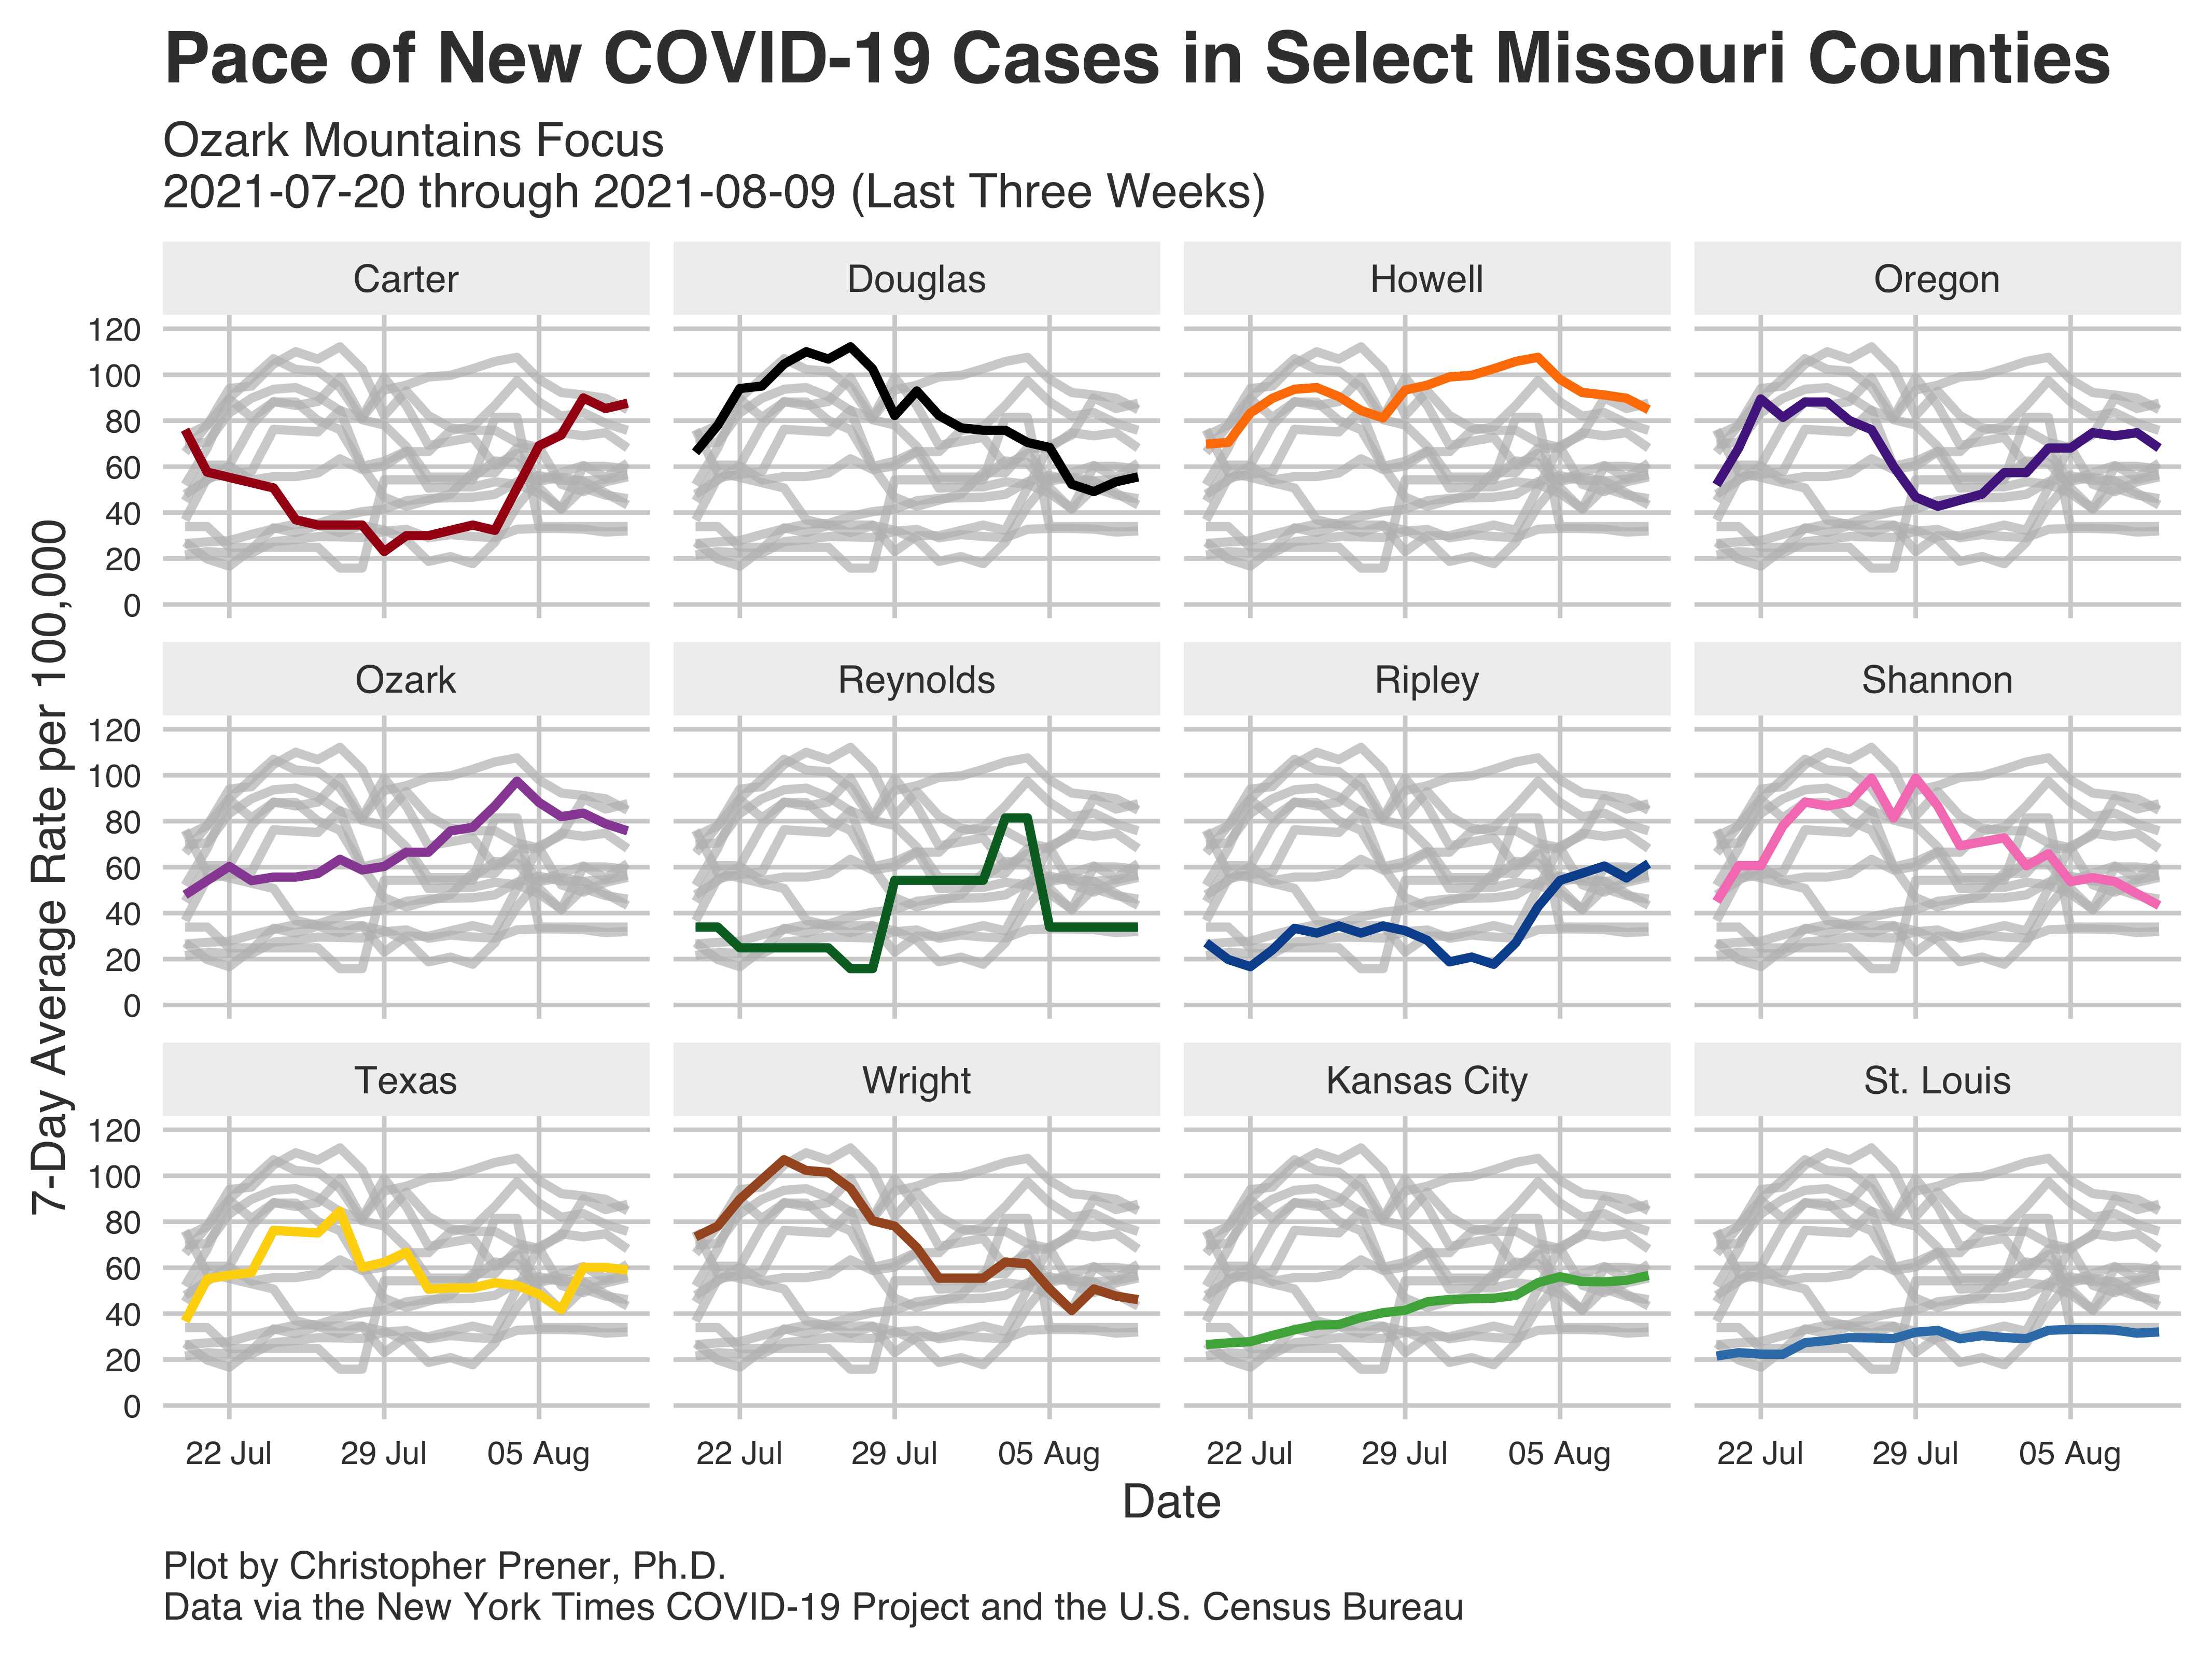 Pace of New COVID-19 Cases in Select Missouri Counties
Ozark Mountains Focus
2021-07-20 through 2021-08-09 (Last Three Weeks)
7-Day Average Rate per 100,000
Carter
Douglas
Howell
Oregon
120
100
80
60
40
20
0
Ozark
Reynolds
Ripley
Shannon
120
100
80
60
40
20
0
Texas
Wright
Kansas City
St. Louis
120
100
80
60
40
20
0
22 Jul
29 Jul
05 Aug
22 Jul
29 Jul
05 Aug
22 Jul
29 Jul
05 Aug
22 Jul
29 Jul
05 Aug
Date
Plot by Christopher Prener, Ph.D.
Data via the New York Times COVID-19 Project and the U.S. Census Bureau